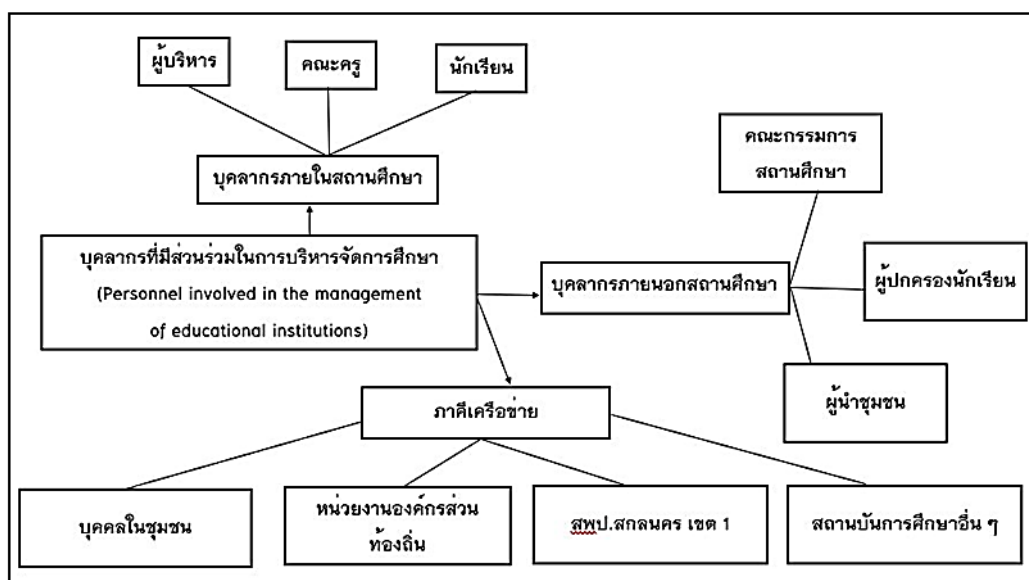 ผู้บริหาร
คณะครู
นักเรียน
บุคลากรภายในสถานศึกษา
บุคลากรที่มีส่วนร่วมในการบริหารจัดการศึกษา
(Personnel involved in the management
of educational institutions)
บุคลากรภายนอกสถานศึกษา
คณะกรรมการ
สถานศึกษา
ผู้ปกครองนักเรียน
ผู้นำชุมชน
ภาคีเครือข่าย
บุคคลในชุมชน
หน่วยงานองค์กรส่วน
ท้องถิ่น
สพป.สกลนคร เขต 1
สถานบันการศึกษาอื่น ๆ